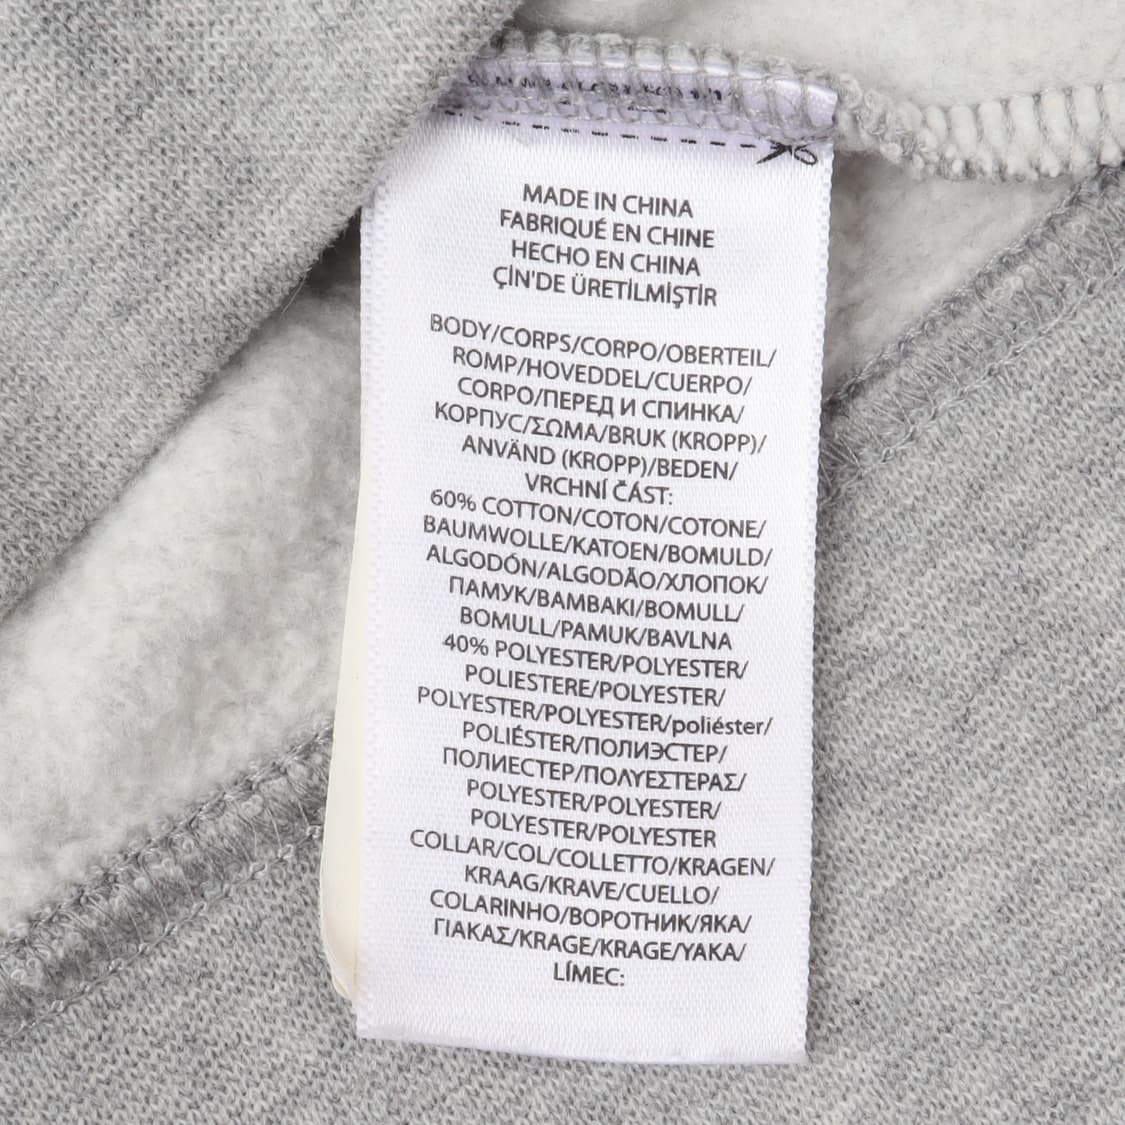 MADE IN CHINA
FABRIQUÉ EN CHINE
HECHO EN CHINA
ÇİN'DE ÜRETİLMİŞTİR
BODY/CORPS/CORPO/OBERTEIL/
ROMP/HOVEDDEL/CUERPO/
CORPO/ПЕРЕД И СПИНКА/
КОРПУС/ΣΩΜΑ/BRUK (KROPP)/
ANVÄND (KROPP)/BEDEN/
VRCHNÍ ČÁST:
60% COTTON/COTON/COTONE/
BAUMWOLLE/KATOEN/BOMULD/
ALGODÓN/ALGODÃO/ХЛОПОК/
ПАМУК/BAMBAKI/BOMULL/
BOMULL/PAMUK/BAVLNA
40% POLYESTER/POLYESTER/
POLIESTERE/POLYESTER/
POLYESTER/POLYESTER/poliéster/
POLIÉSTER/ПОЛИЭСТЕР/
ПОЛИЕСТЕР/ΠΟΛΥΕΣΤΕΡΑΣ/
POLYESTER/POLYESTER/
POLYESTER/POLYESTER
COLLAR/COL/COLLETTO/KRAGEN/
KRAAG/KRAVE/CUELLO/
COLARINHO/ВОРОТНИК/ЯКА/
ΓΙΑΚΑΣ/KRAGE/KRAGE/YAKA/
LÍMEC: